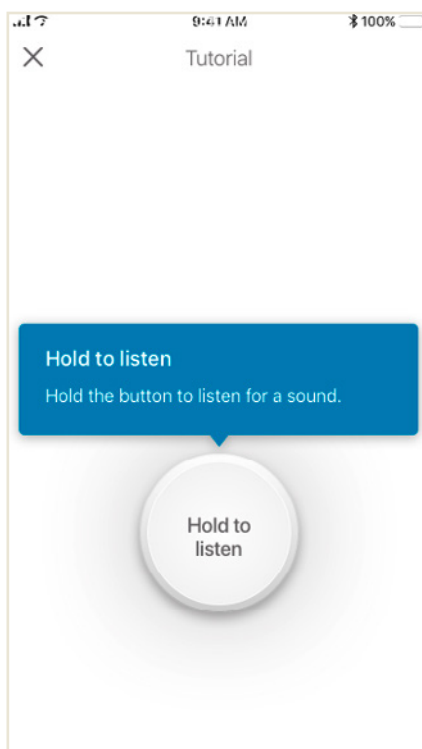 9:41 AM
100%
Tutorial
Hold to listen
Hold the button to listen for a sound.
Hold to
listen